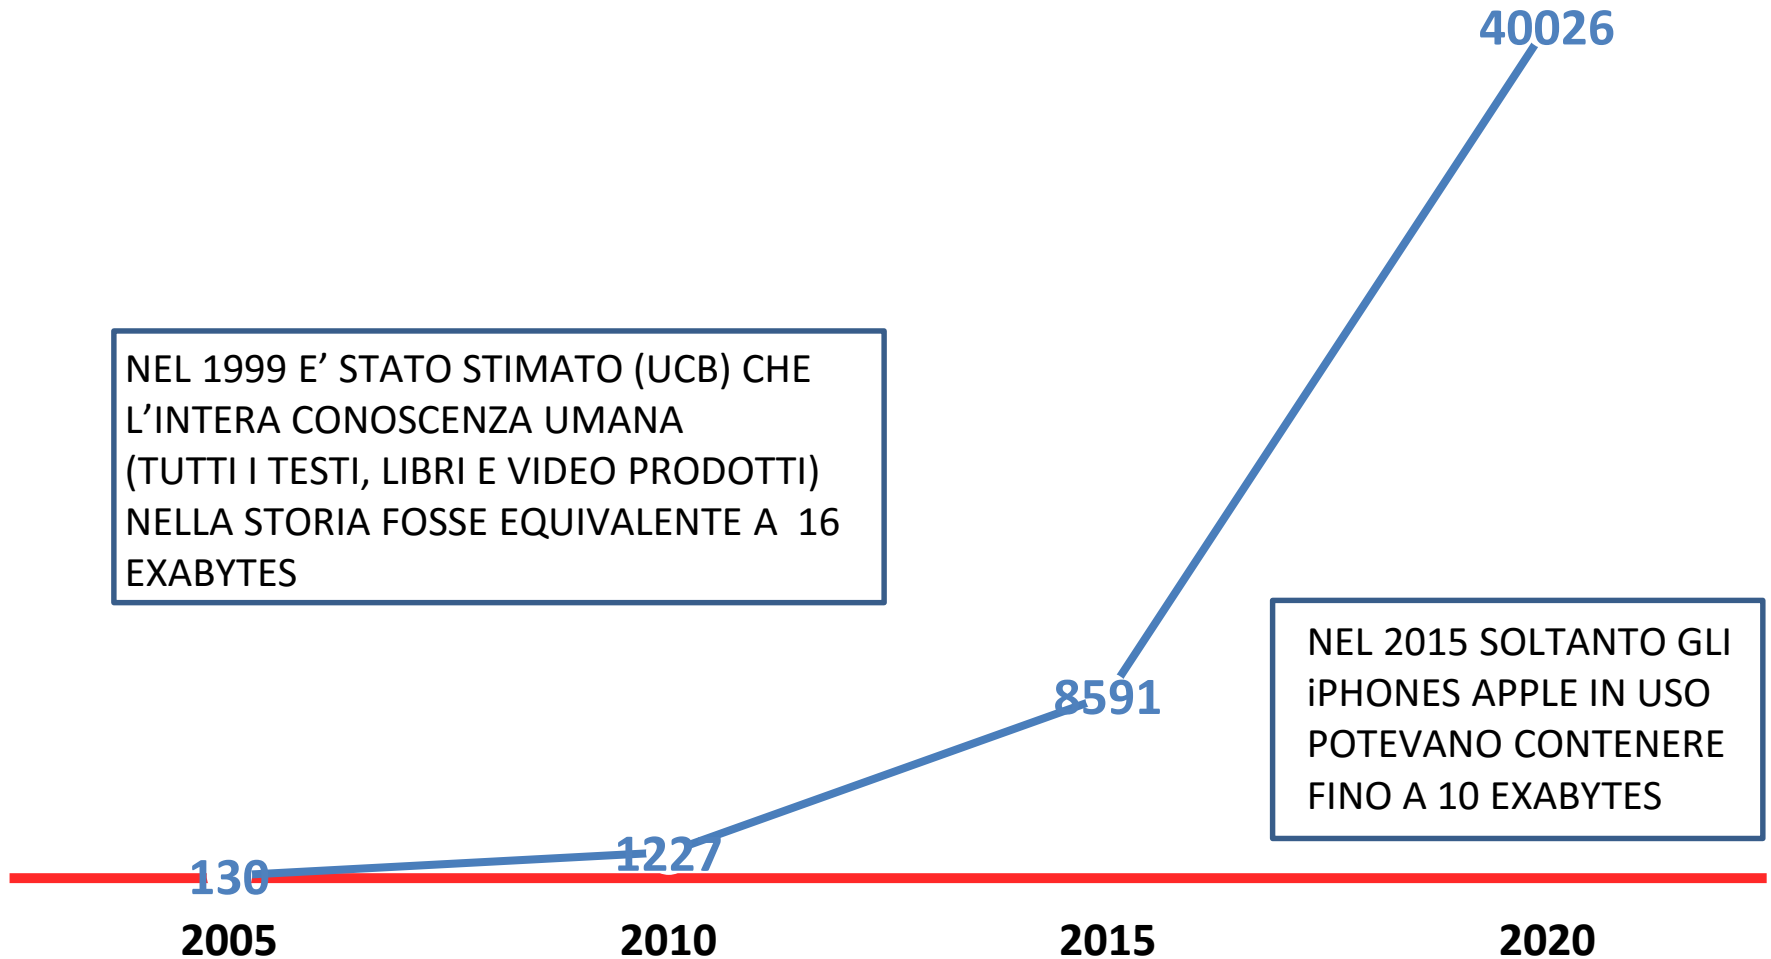 40026
NEL 1999 E’ STATO STIMATO (UCB) CHE
L’INTERA CONOSCENZA UMANA
(TUTTI I TESTI, LIBRI E VIDEO PRODOTTI)
NELLA STORIA FOSSE EQUIVALENTE A 16
EXABYTES
NEL 2015 SOLTANTO GLI
iPHONES APPLE IN USO
POTEVANO CONTENERE
FINO A 10 EXABYTES
8591
1227
130
2005 2010 2015 2020